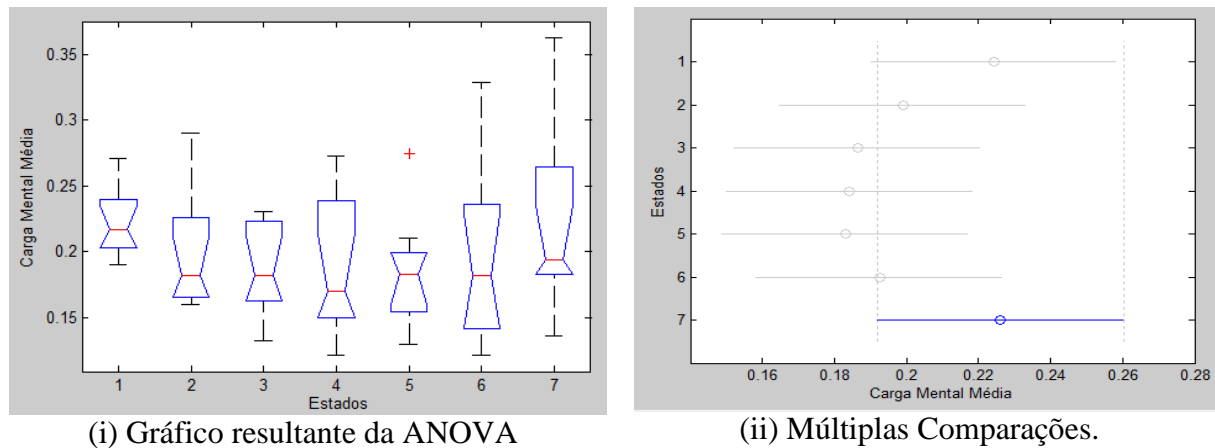 0.35
0.3
0.25
0.2
0.15
Carga Mental Média
1 2 3 4 5 6 7
Estados
(i) Gráfico resultante da ANOVA
1
2
3
4
5
6
7
Estados
0.16 0.18 0.2 0.22 0.24 0.26 0.28
Carga Mental Média
(ii) Múltiplas Comparações.